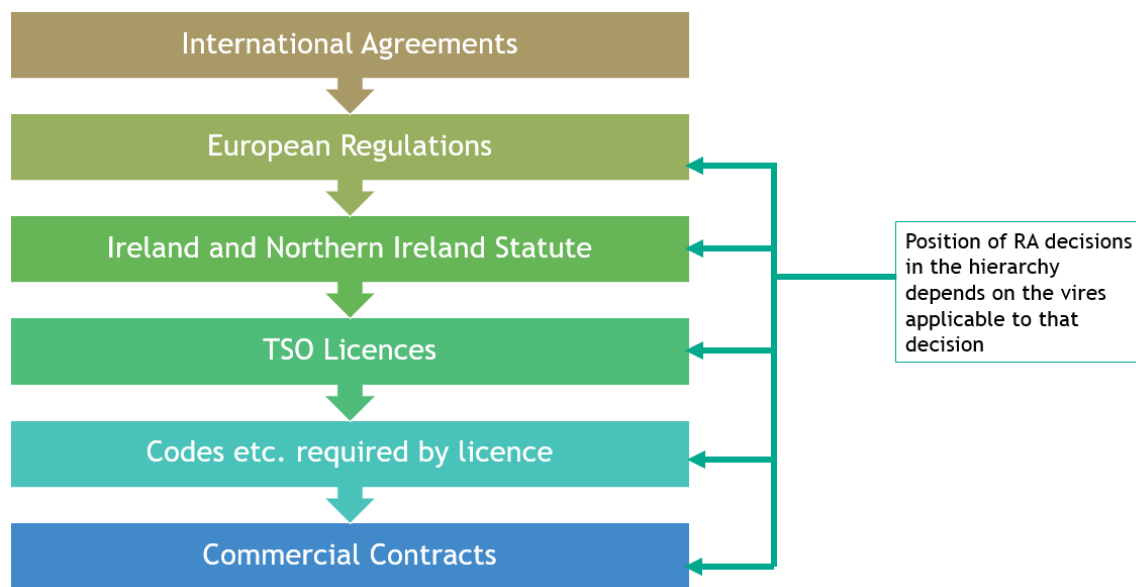 International Agreements
European Regulations
Ireland and Northern Ireland Statute
TSO Licences
Codes etc. required by licence
Commercial Contracts
Position of RA decisions
in the hierarchy
depends on the vires
applicable to that
decision